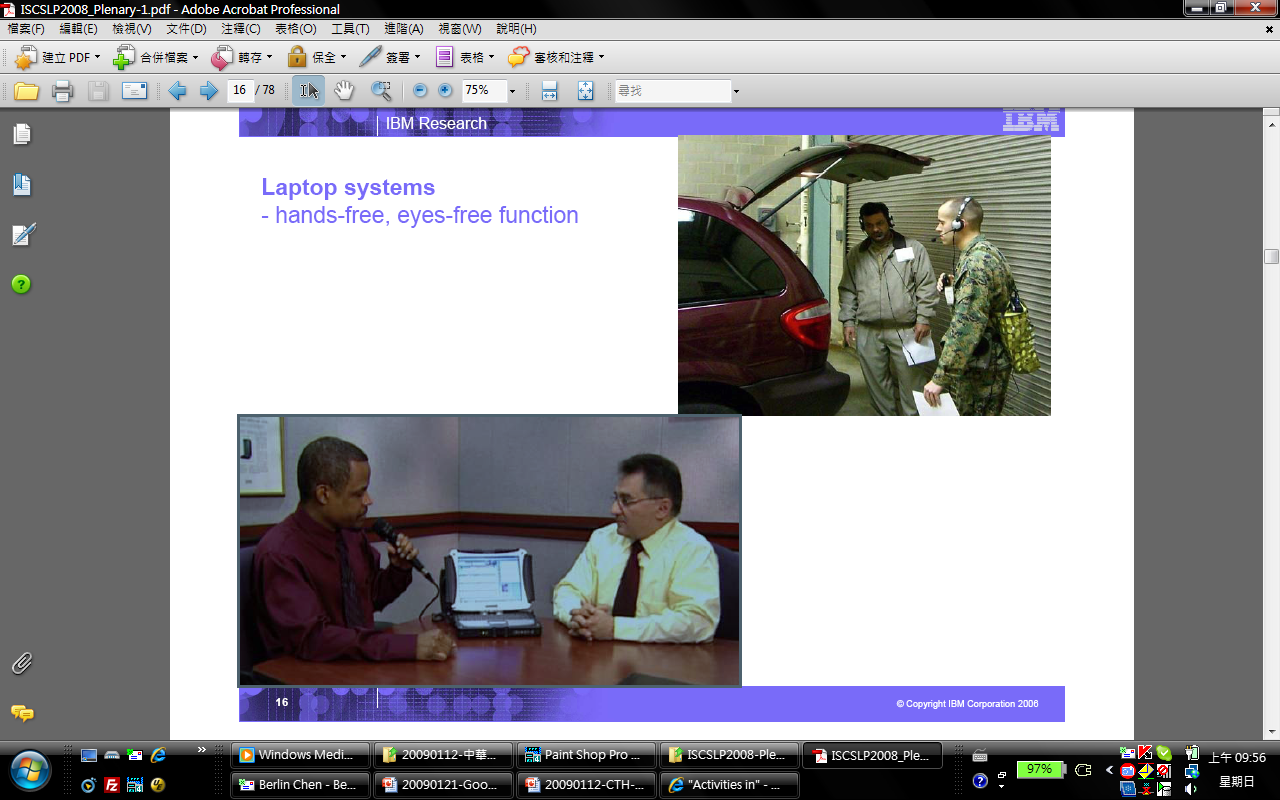 ISCSLP2008_Plenary-1.pdf - Adobe Acrobat Professional
檔案(F) 編輯(E) 檢視(V) 文件(D) 注釋(C) 表格(O) 工具(T) 進階(A) 視窗(W) 說明(H)
建立 PDF 合併檔案 轉存 保全 簽署 表格 審核和注釋
16 / 78 75% 尋找
IBM Research
IBM
Laptop systems
- hands-free, eyes-free function
16
© Copyright IBM Corporation 2006
Windows Medi... 20090112-中華... Paint Shop Pro ISCSLP2008-Ple... ISCSLP2008_Ple...
97%
上午 09:56
Berlin Chen - Be... 20090121-Goo... 20090112-CTH-... "Activities in" - ...
星期日